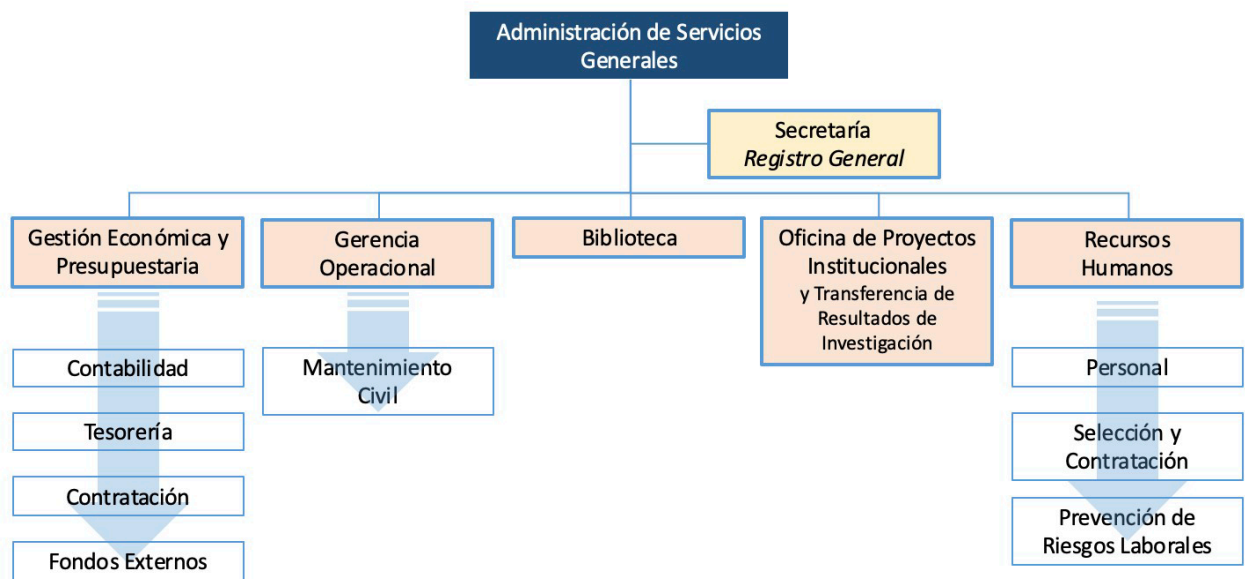 Administración de Servicios
Generales
Secretaría
Registro General
Gestión Económica y
Presupuestaria
Gerencia
Operacional
Biblioteca
Oficina de Proyectos
Institucionales
y Transferencia de
Resultados de
Investigación
Recursos
Humanos
Contabilidad
Tesorería
Contratación
Fondos Externos
Mantenimiento
Civil
Personal
Selección y
Contratación
Prevención de
Riesgos Laborales